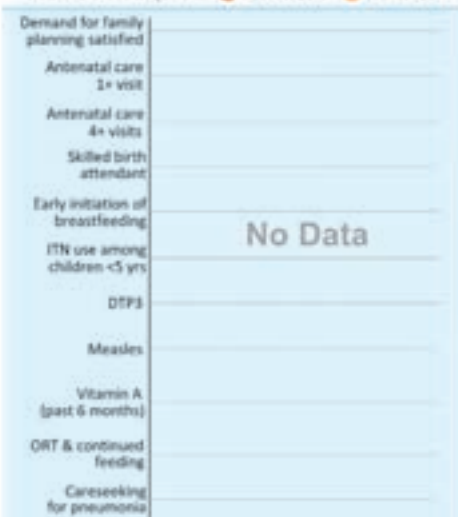 Demand for family
planning satisfied
Antenatal care
1+ visit
Antenatal care
4+ visits
Skilled birth
attendant
Early initiation of
breastfeeding
ITN use among
children <5 yrs
DTP3
Measles
Vitamin A
(past 6 months)
ORT & continued
feeding
Careseeking
for pneumonia
No Data